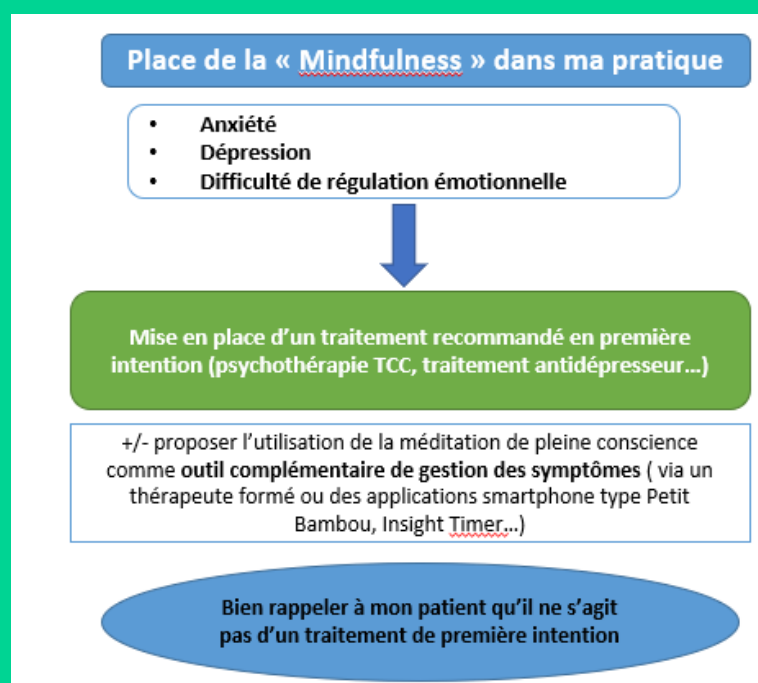 Place de la « Mindfulness » dans ma pratique
• Anxiété
• Dépression
• Difficulté de régulation émotionnelle
Mise en place d’un traitement recommandé en première
intention (psychothérapie TCC, traitement antidépresseur…)
+/- proposer l’utilisation de la méditation de pleine conscience
comme outil complémentaire de gestion des symptômes ( via un
thérapeute formé ou des applications smartphone type Petit
Bambou, Insight Timer…)
Bien rappeler à mon patient qu’il ne s’agit
pas d’un traitement de première intention